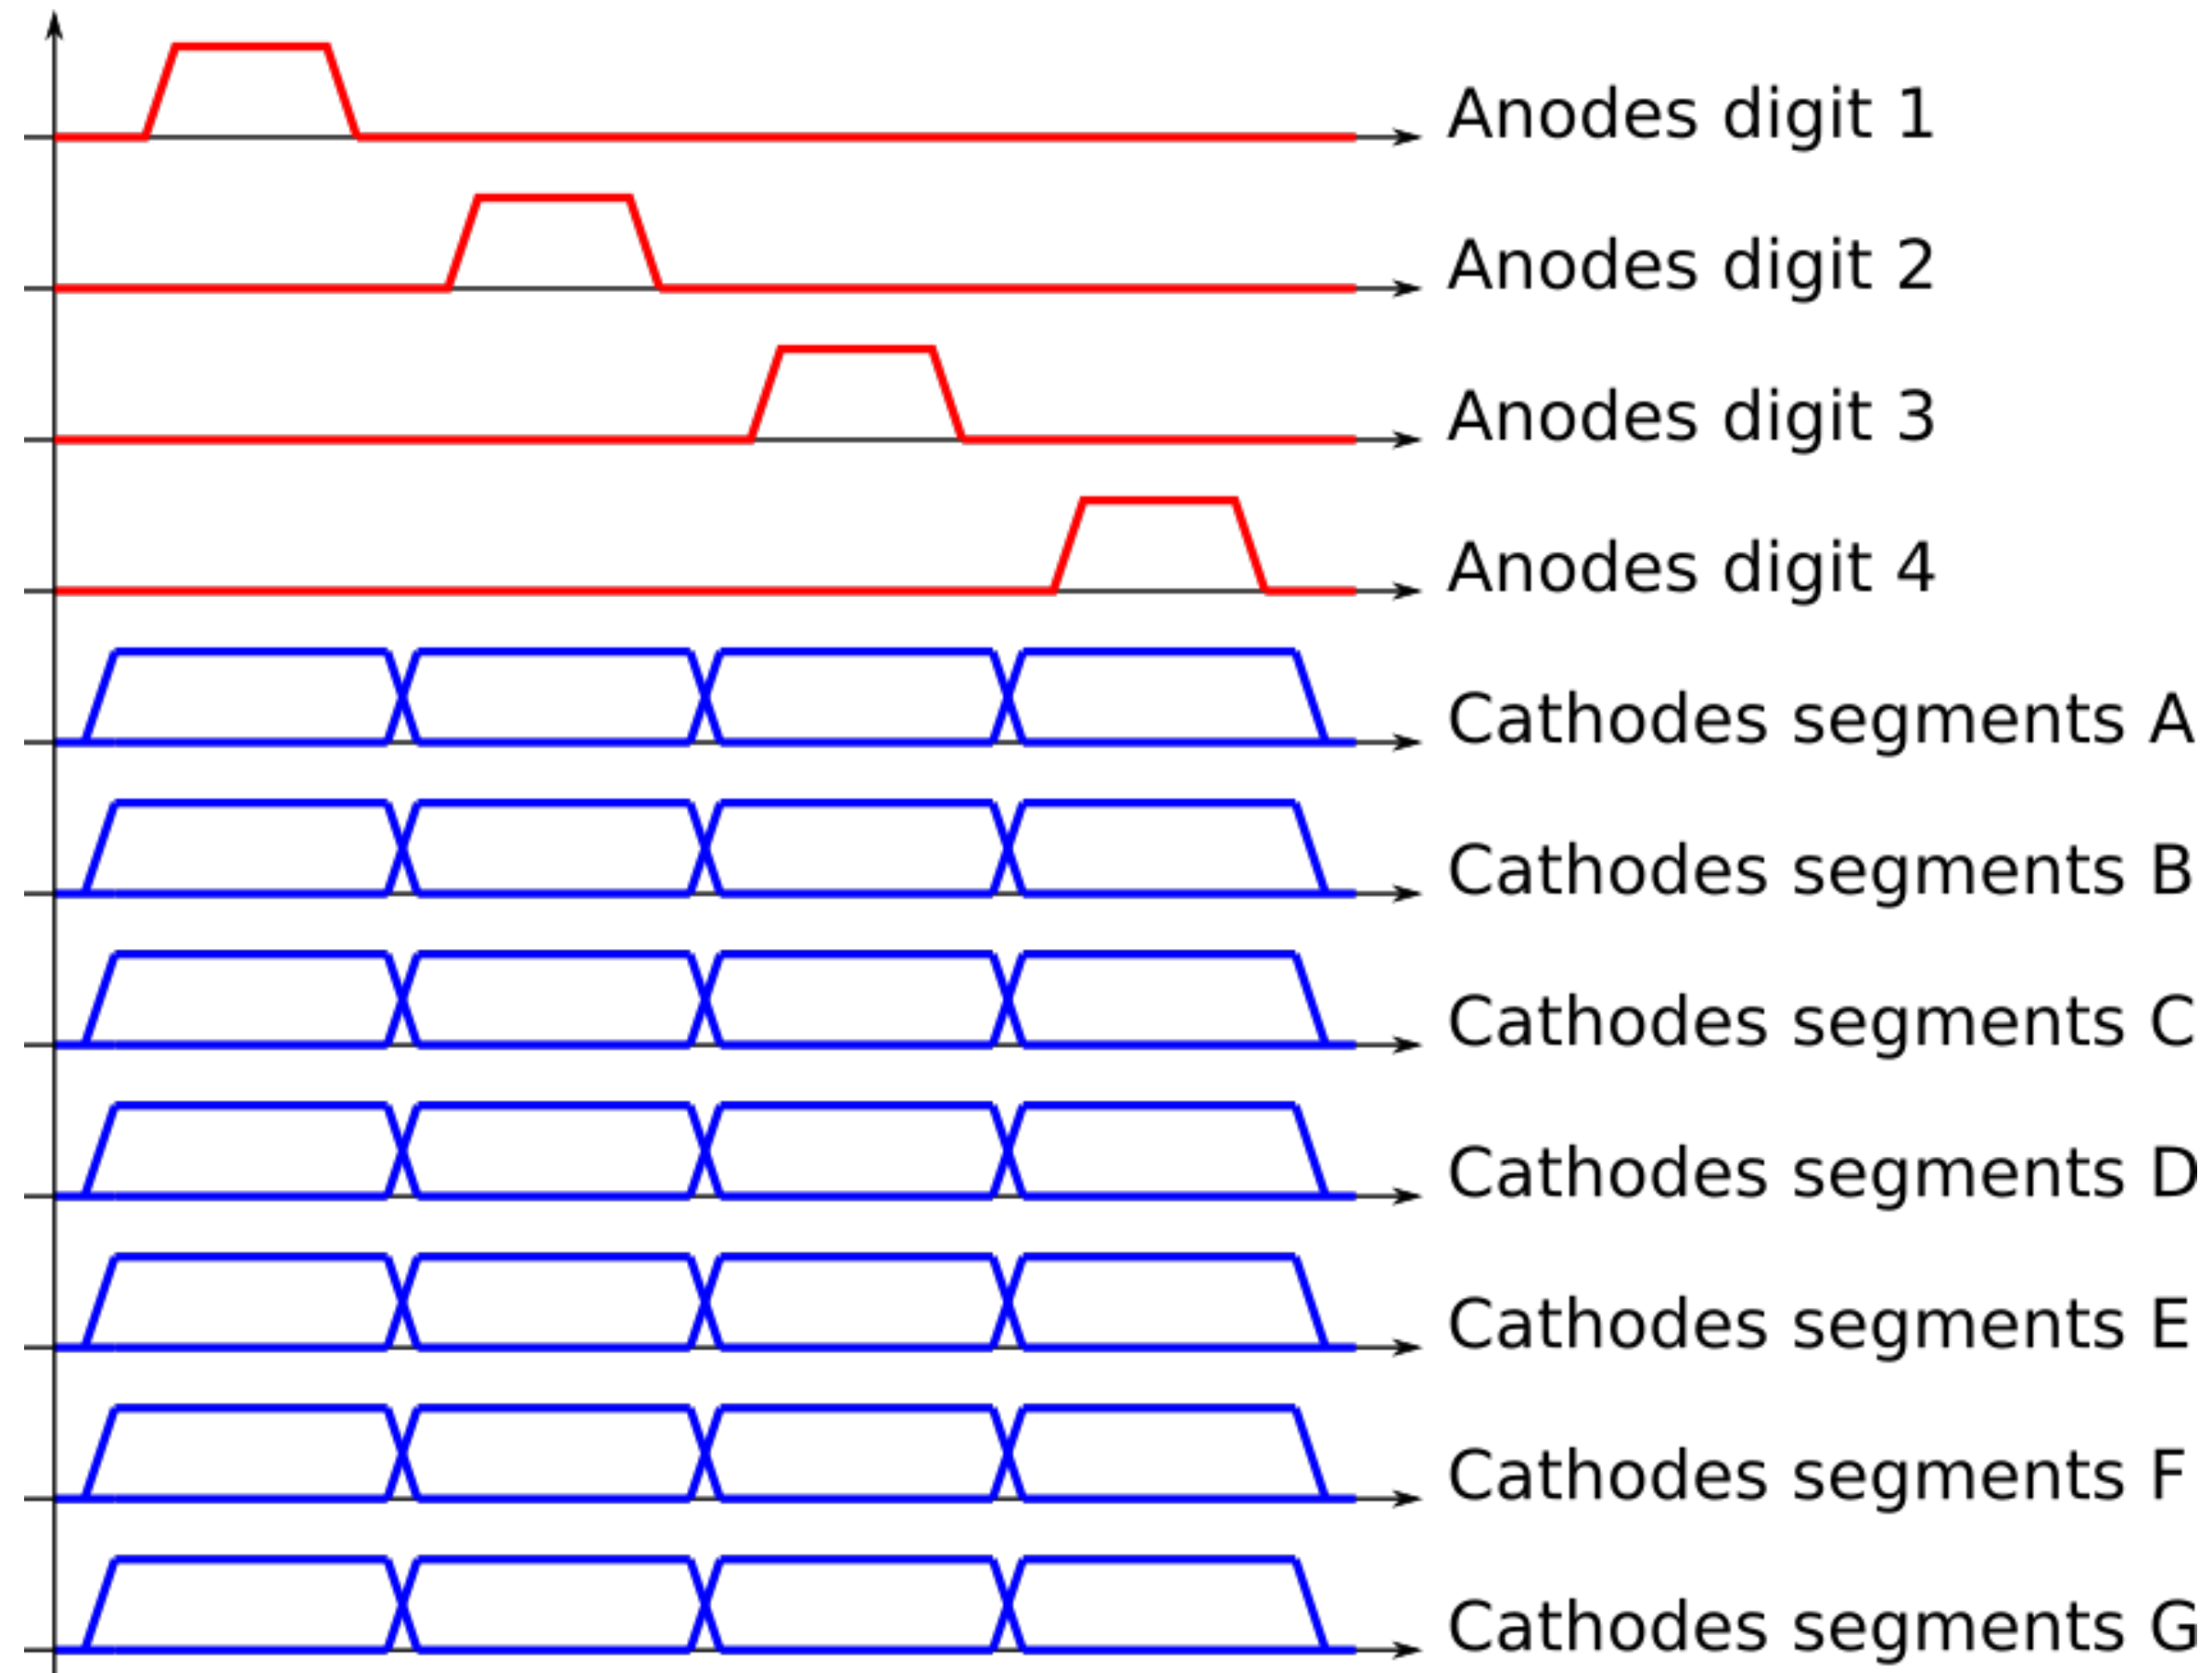 Anodes digit 1
Anodes digit 2
Anodes digit 3
Anodes digit 4
Cathodes segments A
Cathodes segments B
Cathodes segments C
Cathodes segments D
Cathodes segments E
Cathodes segments F
Cathodes segments G